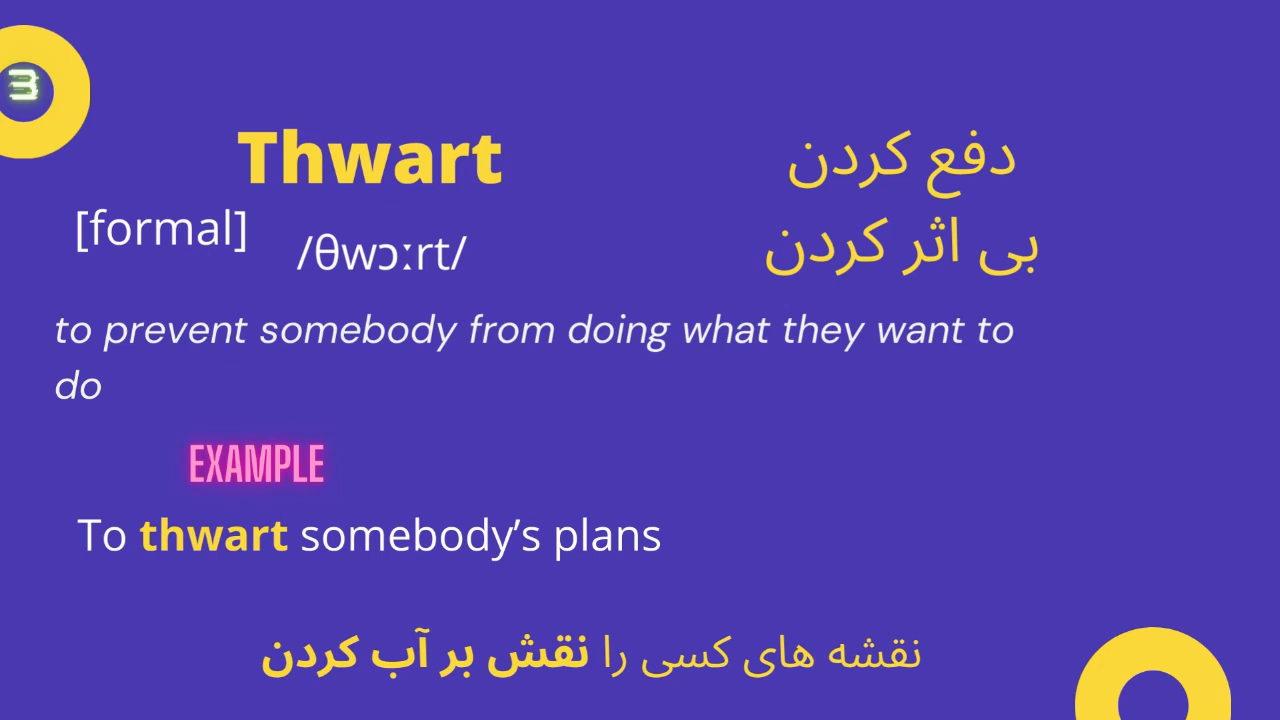 3
Thwart
دفع کردن
[formal]
/θwɔːrt/
بی اثر کردن
to prevent somebody from doing what they want to
do
EXAMPLE
To thwart somebody’s plans
نقشه های کسی را نقش بر آب کردن